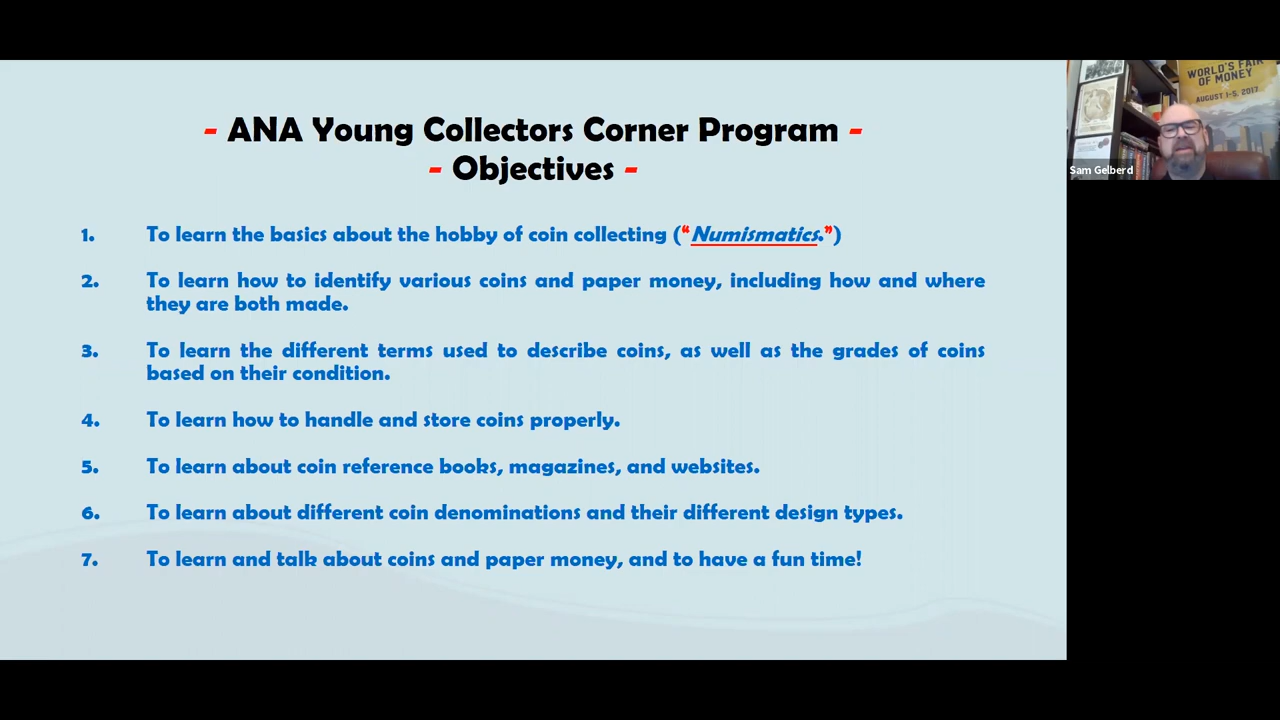 - ANA Young Collectors Corner Program -
- Objectives -
1. To learn the basics about the hobby of coin collecting (“Numismatics.”)
2. To learn how to identify various coins and paper money, including how and where
they are both made.
3. To learn the different terms used to describe coins, as well as the grades of coins
based on their condition.
4. To learn how to handle and store coins properly.
5. To learn about coin reference books, magazines, and websites.
6. To learn about different coin denominations and their different design types.
7. To learn and talk about coins and paper money, and to have a fun time!
WORLD'S FAIR
OF MONEY
AUGUST 1-5, 2017
Sam Gelberd